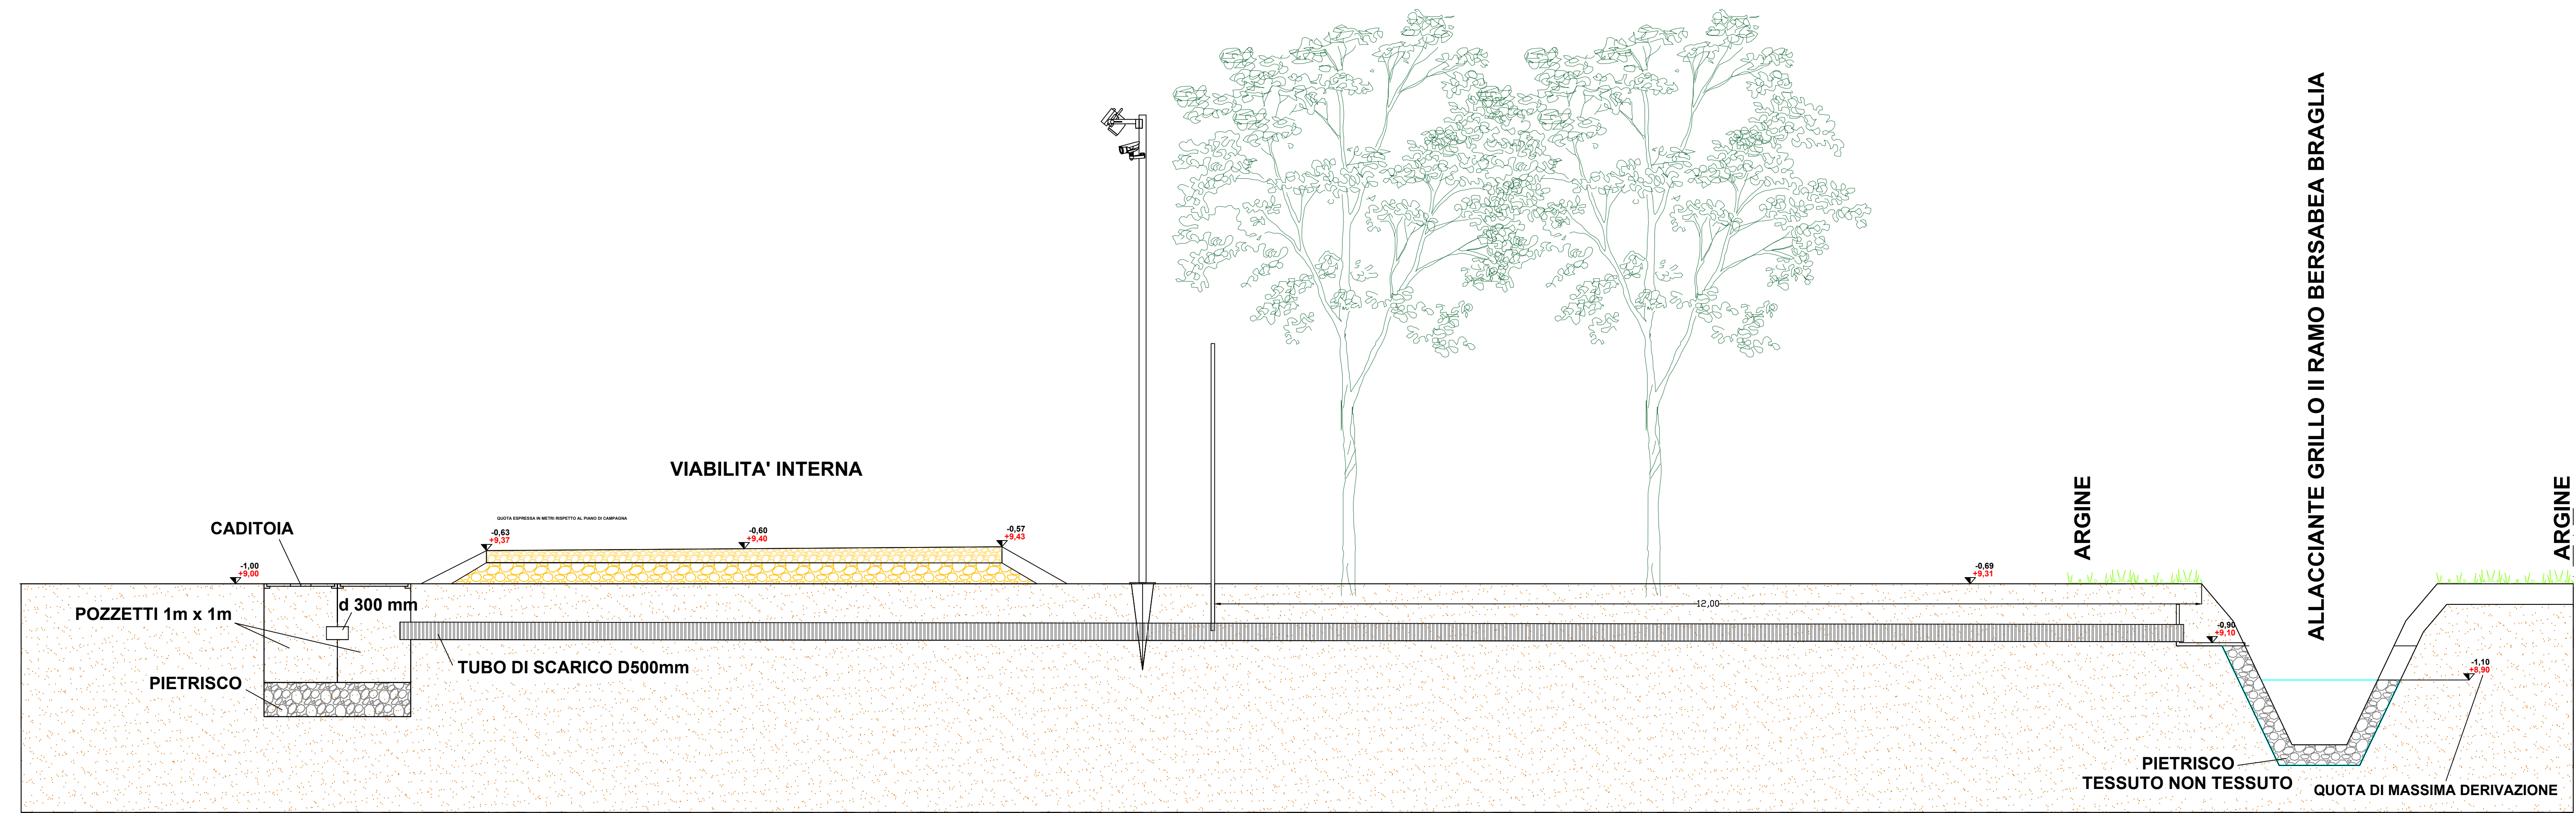 ALLACCIANTE GRILLO II RAMO BERSABEA BRAGLIA
VIABILITA' INTERNA
ARGINE
ARGINE
QUOTA ESPRESSA IN METRI RISPETTO AL PIANO DI CAMPAGNA
CADITOIA
-0,63
+9,37
-0,60
+9,40
-0,57
+9,43
-1,00
+9,00
-0,69
+9,31
d 300 mm
12,00
POZZETTI 1m x 1m
-0,90
+9,10
TUBO DI SCARICO D500mm
-1,10
+8,90
PIETRISCO
PIETRISCO
TESSUTO NON TESSUTO
QUOTA DI MASSIMA DERIVAZIONE